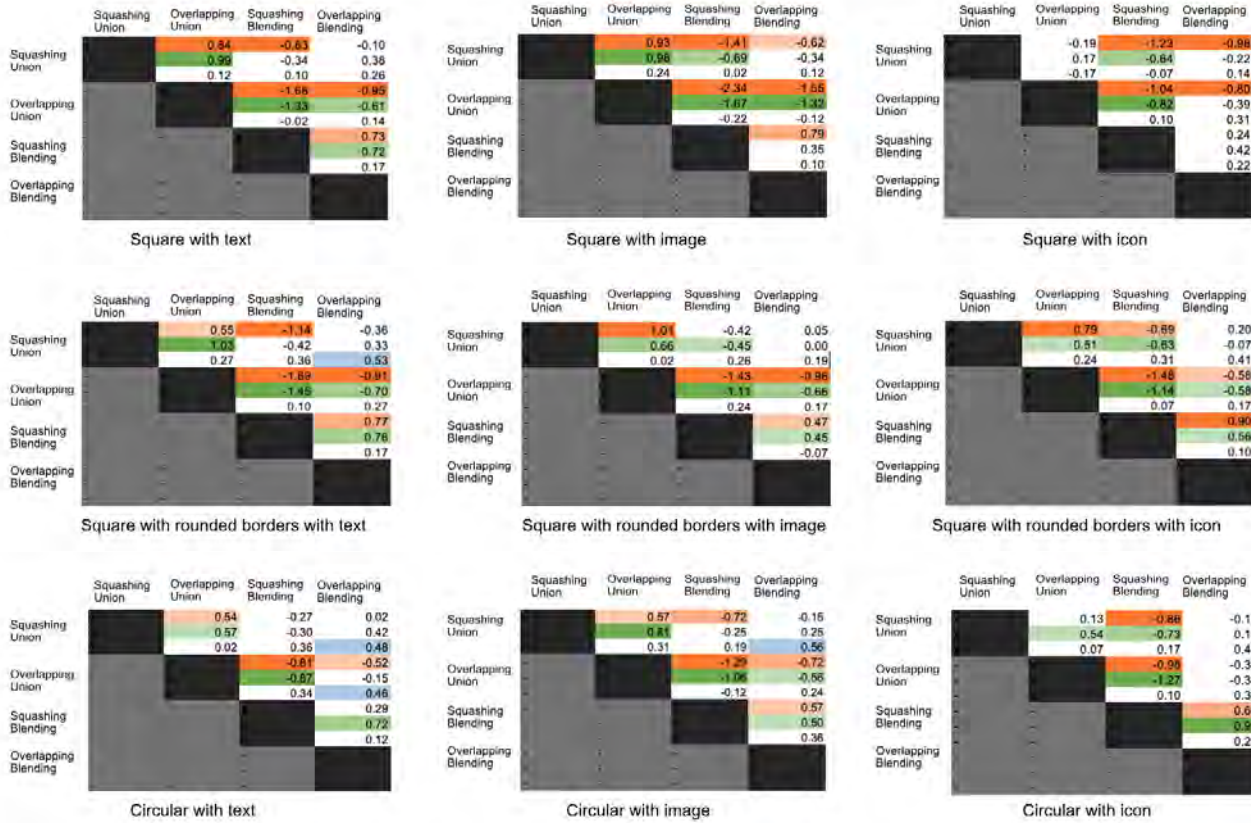 Squashing Union Overlapping Union Squashing Blending Overlapping Blending
Squashing Union 0.84 -0.83 -0.10
0.99 -0.34 0.38
0.12 0.10 0.26
Overlapping Union -1.68 -0.95
-1.33 -0.61
-0.02 0.14
Squashing Blending 0.73
0.72
0.17
Overlapping Blending
Square with text
Squashing Union Overlapping Union Squashing Blending Overlapping Blending
Squashing Union 0.93 -1.41 -0.62
0.98 -0.69 -0.34
0.24 0.02 0.12
Overlapping Union -2.34 -1.55
-1.67 -1.32
-0.22 -0.12
Squashing Blending 0.79
0.35
0.10
Overlapping Blending
Square with image
Squashing Union Overlapping Union Squashing Blending Overlapping Blending
Squashing Union -0.19 -1.23 -0.98
0.17 -0.64 -0.22
-0.17 -0.07 0.14
Overlapping Union -1.04 -0.80
-0.82 -0.39
0.10 0.31
Squashing Blending 0.24
0.42
0.22
Overlapping Blending
Square with icon
Squashing Union Overlapping Union Squashing Blending Overlapping Blending
Squashing Union 0.55 -1.14 -0.36
1.03 -0.42 0.33
0.27 0.36 0.53
Overlapping Union -1.89 -0.91
-1.45 -0.70
0.10 0.27
Squashing Blending 0.77
0.76
0.17
Overlapping Blending
Square with rounded borders with text
Squashing Union Overlapping Union Squashing Blending Overlapping Blending
Squashing Union 1.01 -0.42 0.05
0.66 -0.45 0.00
0.02 0.26 0.19
Overlapping Union -1.43 -0.96
-1.11 -0.66
0.24 0.17
Squashing Blending 0.47
0.45
-0.07
Overlapping Blending
Square with rounded borders with image
Squashing Union Overlapping Union Squashing Blending Overlapping Blending
Squashing Union 0.79 -0.69 0.20
0.51 -0.63 -0.07
0.24 0.31 0.41
Overlapping Union -1.48 -0.58
-1.14 -0.58
0.07 0.17
Squashing Blending 0.90
0.56
0.10
Overlapping Blending
Square with rounded borders with icon
Squashing Union Overlapping Union Squashing Blending Overlapping Blending
Squashing Union 0.54 -0.27 0.02
0.57 -0.30 0.42
0.02 0.36 0.48
Overlapping Union -0.81 -0.52
-0.87 -0.15
0.34 0.46
Squashing Blending 0.29
0.72
0.12
Overlapping Blending
Circular with text
Squashing Union Overlapping Union Squashing Blending Overlapping Blending
Squashing Union 0.57 -0.72 -0.15
0.81 -0.25 0.25
0.31 0.19 0.56
Overlapping Union -1.29 -0.72
-1.06 -0.56
-0.12 0.24
Squashing Blending 0.57
0.50
0.36
Overlapping Blending
Circular with image
Squashing Union Overlapping Union Squashing Blending Overlapping Blending
Squashing Union 0.13 -0.86 -0.1
0.54 -0.73 0.1
0.07 0.17 0.4
Overlapping Union -0.98 -0.3
-1.27 -0.3
0.10 0.3
Squashing Blending 0.6
0.9
0.2
Overlapping Blending
Circular with icon